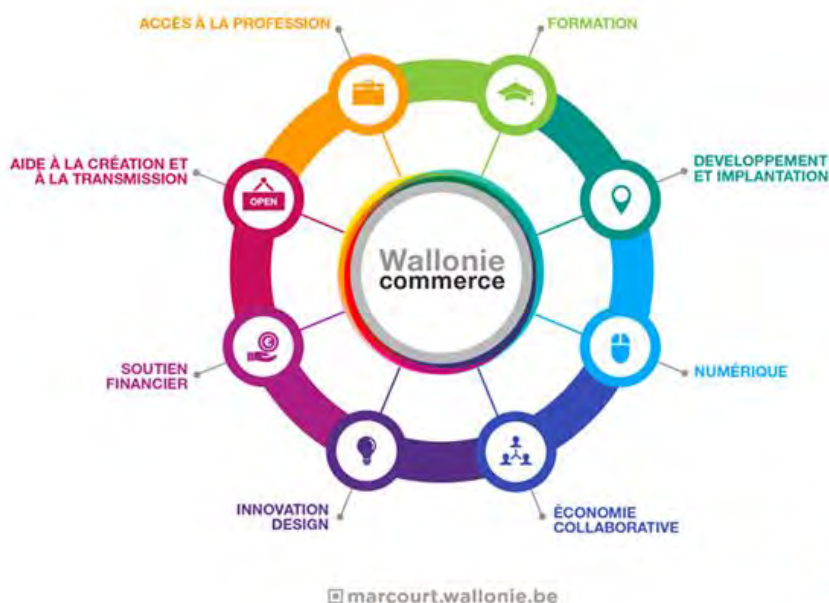 ACCÈS À LA PROFESSION
FORMATION
AIDE À LA CRÉATION ET
À LA TRANSMISSION
OPEN
DEVELOPPEMENT
ET IMPLANTATION
Wallonie
commerce
SOUTIEN
FINANCIER
NUMÉRIQUE
INNOVATION
DESIGN
ÉCONOMIE
COLLABORATIVE
marcourt.wallonie.be